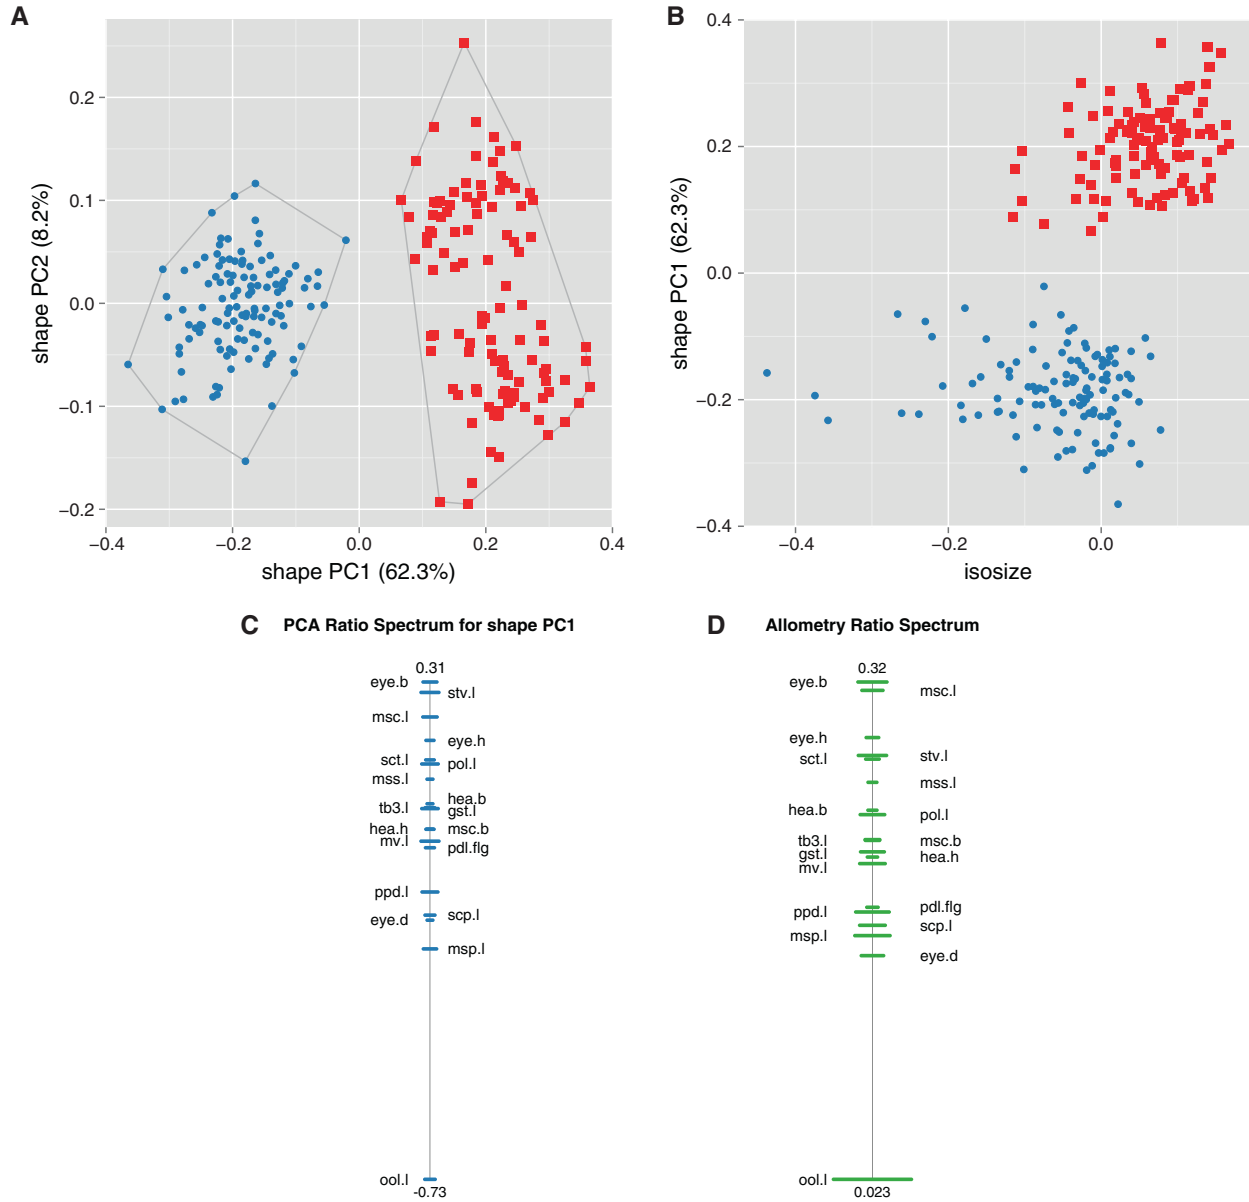 A
B
shape PC2 (8.2%)
0.2
0.1
0.0
−0.1
−0.2
−0.4
−0.2
0.0
0.2
0.4
shape PC1 (62.3%)
shape PC1 (62.3%)
0.4
0.2
0.0
−0.2
−0.4
−0.4
−0.2
0.0
isosize
C
PCA Ratio Spectrum for shape PC1
0.31
eye.b
stv.l
msc.l
eye.h
sct.l
pol.l
mss.l
hea.b
tb3.l
gst.l
hea.h
msc.b
mv.l
pdl.flg
ppd.l
scp.l
eye.d
msp.l
ool.l
-0.73
D
Allometry Ratio Spectrum
0.32
eye.b
msc.l
eye.h
stv.l
sct.l
mss.l
hea.b
pol.l
tb3.l
msc.b
gst.l
hea.h
mv.l
pdl.flg
ppd.l
scp.l
msp.l
eye.d
ool.l
0.023